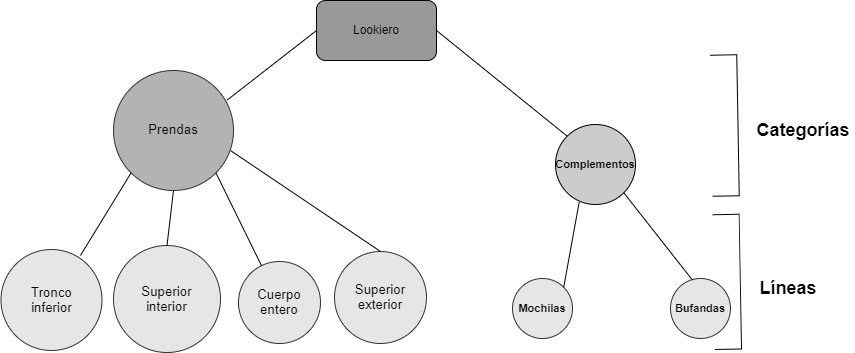 Lookiero
Prendas
Complementos
Categorías
Tronco
inferior
Superior
interior
Cuerpo
entero
Superior
exterior
Mochilas
Bufandas
Líneas